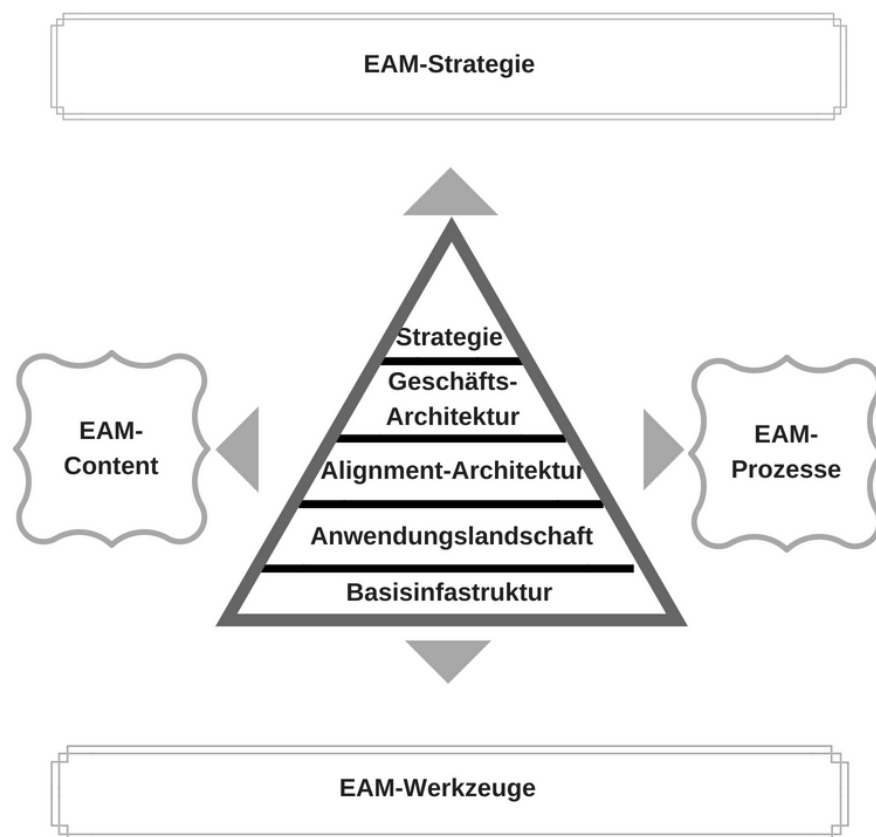 EAM-Strategie
Strategie
Geschäfts-
Architektur
EAM-
Content
Alignment-Architektur
EAM-
Prozesse
Anwendungslandschaft
Basisinfastruktur
EAM-Werkzeuge